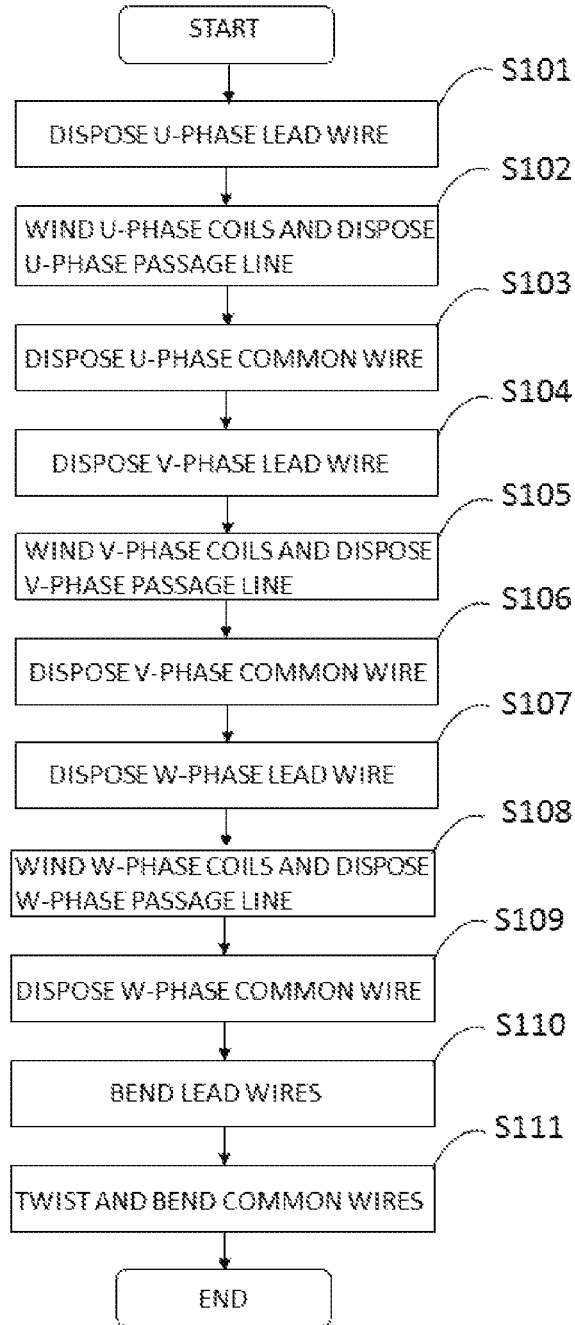 START
S101
DISPOSE U-PHASE LEAD WIRE
S102
WIND U-PHASE COILS AND DISPOSE
U-PHASE PASSAGE LINE
S103
DISPOSE U-PHASE COMMON WIRE
S104
DISPOSE V-PHASE LEAD WIRE
S105
WIND V-PHASE COILS AND DISPOSE
V-PHASE PASSAGE LINE
S106
DISPOSE V-PHASE COMMON WIRE
S107
DISPOSE W-PHASE LEAD WIRE
S108
WIND W-PHASE COILS AND DISPOSE
W-PHASE PASSAGE LINE
S109
DISPOSE W-PHASE COMMON WIRE
S110
BEND LEAD WIRES
S111
TWIST AND BEND COMMON WIRES
END